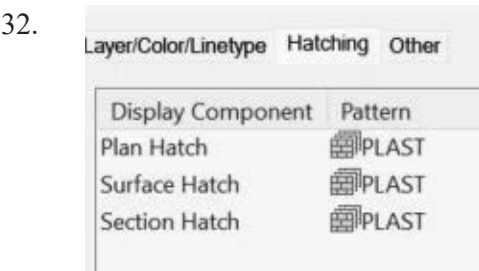 32.
Layer/Color/Linetype Hatching Other
Display Component Pattern
Plan Hatch PLAST
Surface Hatch PLAST
Section Hatch PLAST